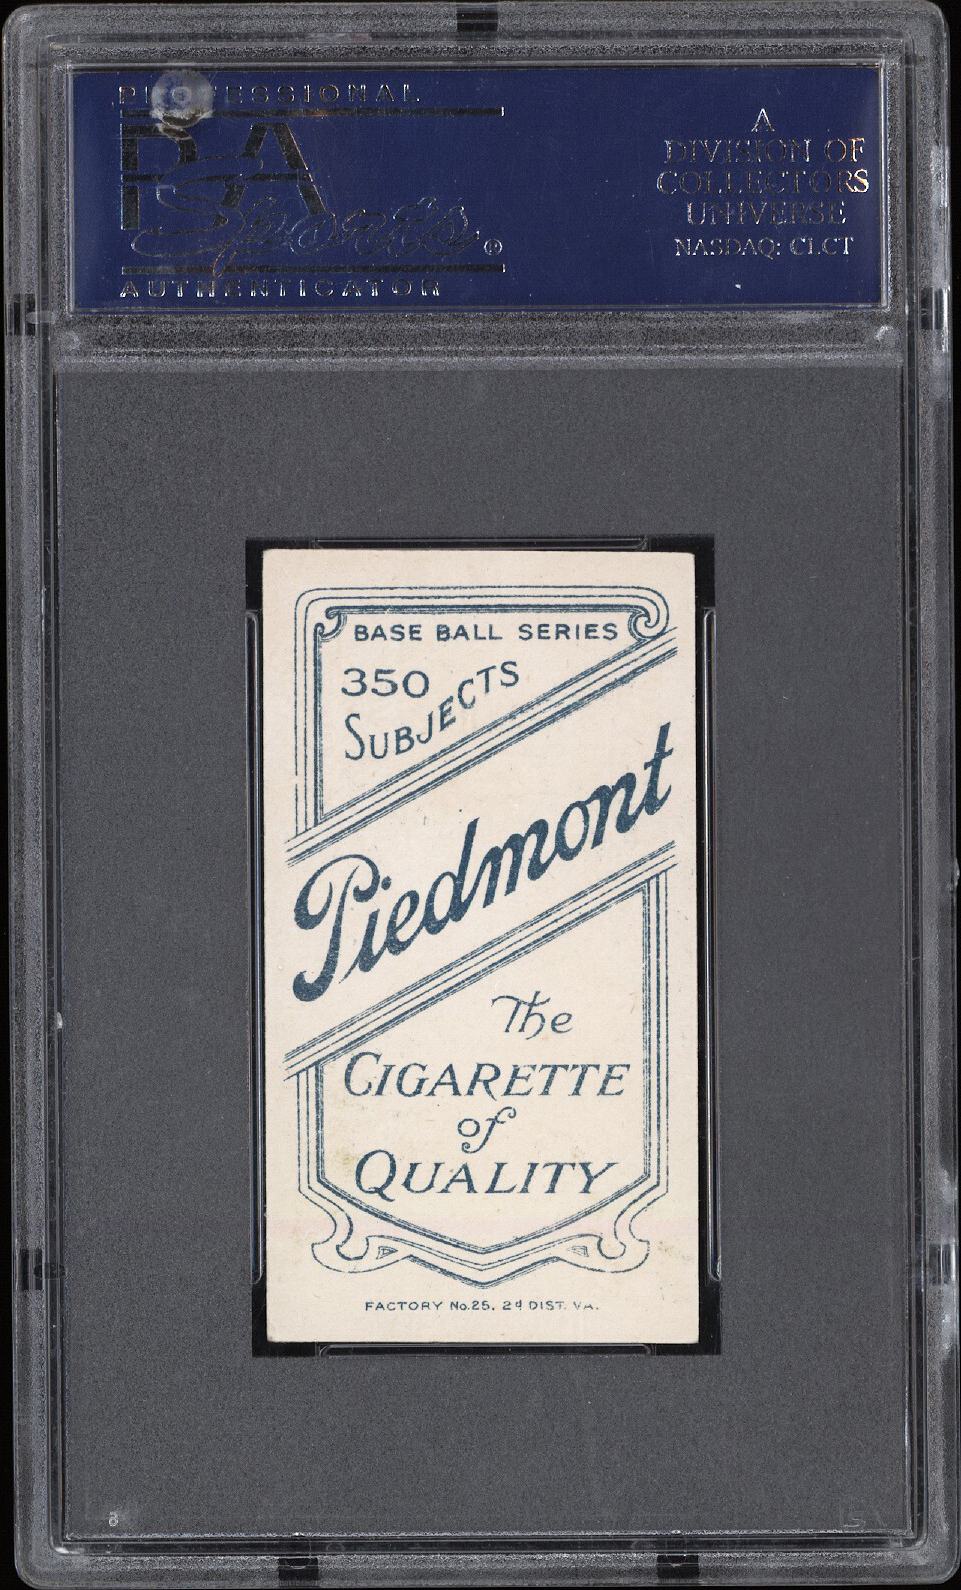 PROFESSIONAL
PSA
Sports®
AUTHENTICATOR
A
DIVISION OF
COLLECTORS
UNIVERSE
NASDAQ: CLCT
BASE BALL SERIES
350
SUBJECTS
Piedmont
The
CIGARETTE
of
QUALITY
FACTORY No.25, 2d DIST. VA.
8